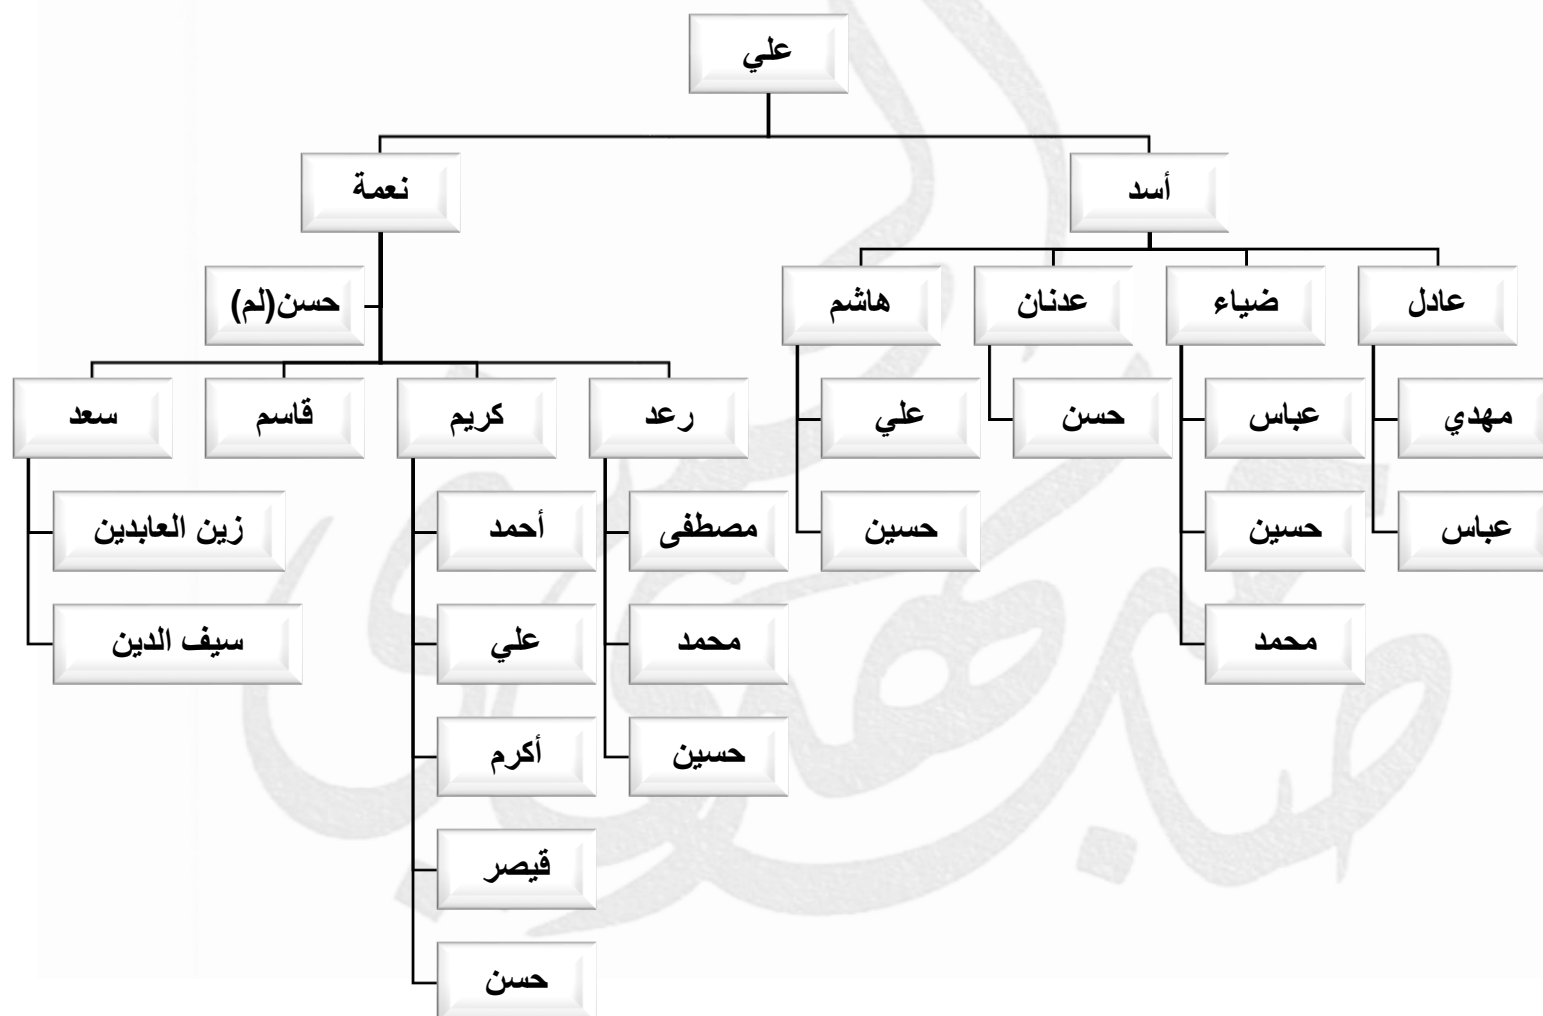 علي
أسد
نعمة
عادل
ضياء
عدنان
هاشم
حسن(لم)
مهدي
عباس
حسن
علي
رعد
كريم
قاسم
سعد
عباس
حسين
حسين
مصطفى
أحمد
زين العابدين
محمد
محمد
علي
سيف الدين
حسين
أكرم
قيصر
حسن